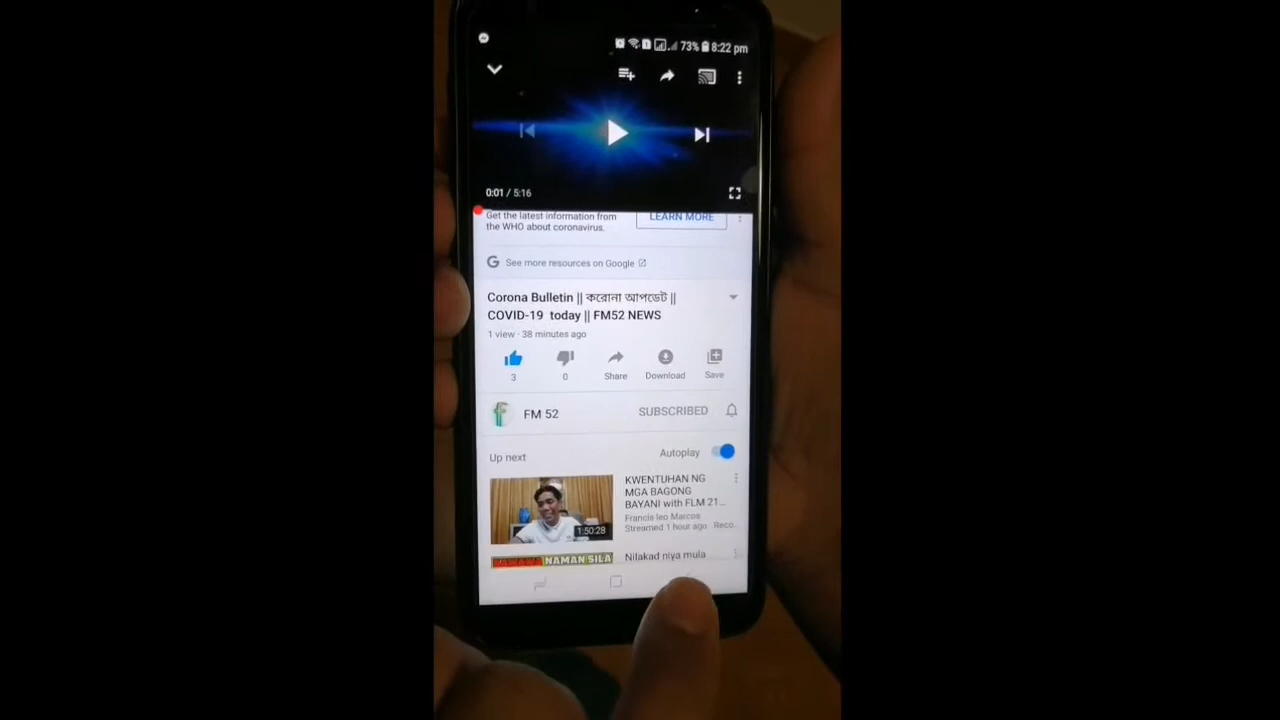 73% 8:22 pm
0:01 / 5:16
Get the latest information from
the WHO about coronavirus.
LEARN MORE
See more resources on Google
Corona Bulletin || করোনা আপডেট ||
COVID-19 today || FM52 NEWS
1 view · 38 minutes ago
3
0
Share
Download
Save
FM 52
SUBSCRIBED
Up next
Autoplay
1:50:28
KWENTUHAN NG
MGA BAGONG
BAYANI with FLM 21...
Francis leo Marcos
Streamed 1 hour ago Reco..
NAMAN SILA
Nilakad niya mula